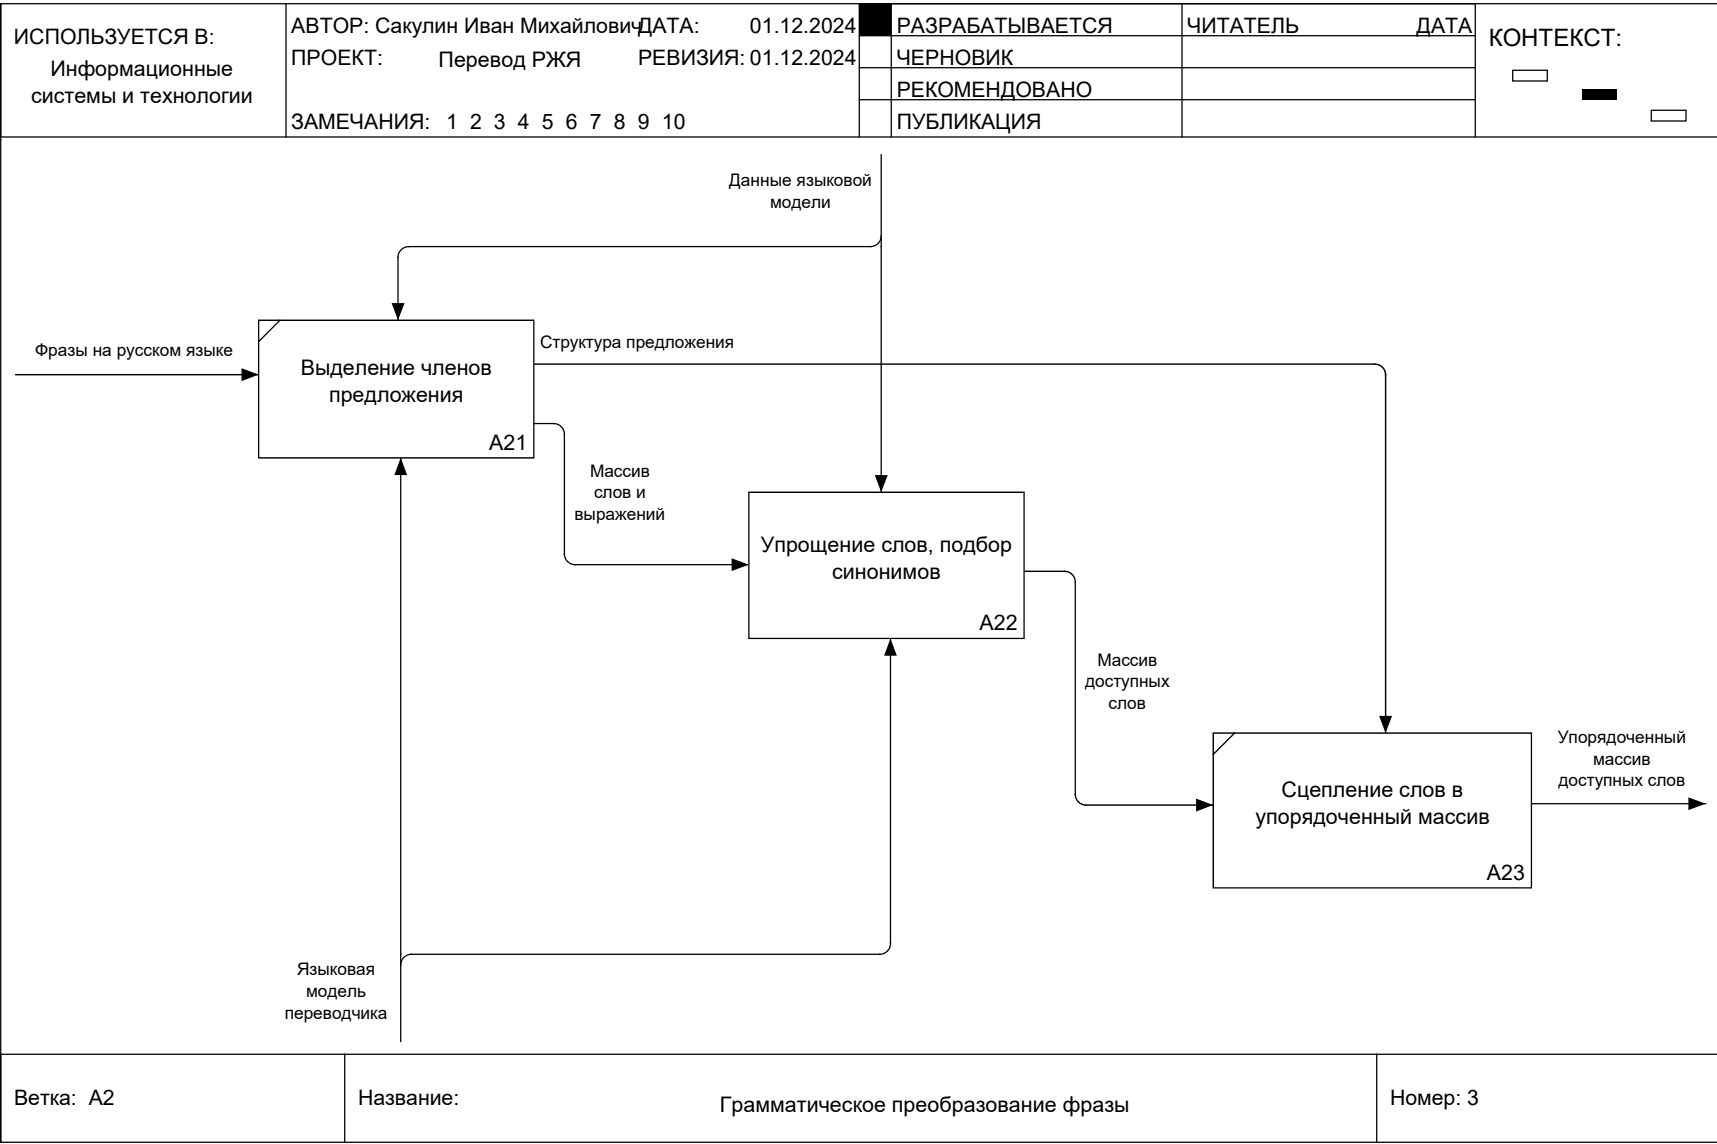 ИСПОЛЬЗУЕТСЯ В:
Информационные
системы и технологии
АВТОР: Сакулин Иван Михайлович
ДАТА: 01.12.2024
ПРОЕКТ: Перевод РЖЯ
РЕВИЗИЯ: 01.12.2024
ЗАМЕЧАНИЯ: 1 2 3 4 5 6 7 8 9 10
РАЗРАБАТЫВАЕТСЯ
ЧЕРНОВИК
РЕКОМЕНДОВАНО
ПУБЛИКАЦИЯ
ЧИТАТЕЛЬ ДАТА
КОНТЕКСТ:
Данные языковой
модели
Фразы на русском языке
Выделение членов
предложения
A21
Структура предложения
Массив
слов и
выражений
Упрощение слов, подбор
синонимов
A22
Массив
доступных
слов
Сцепление слов в
упорядоченный массив
A23
Упорядоченный
массив
доступных слов
Языковая
модель
переводчика
Ветка: A2
Название: Грамматическое преобразование фразы
Номер: 3